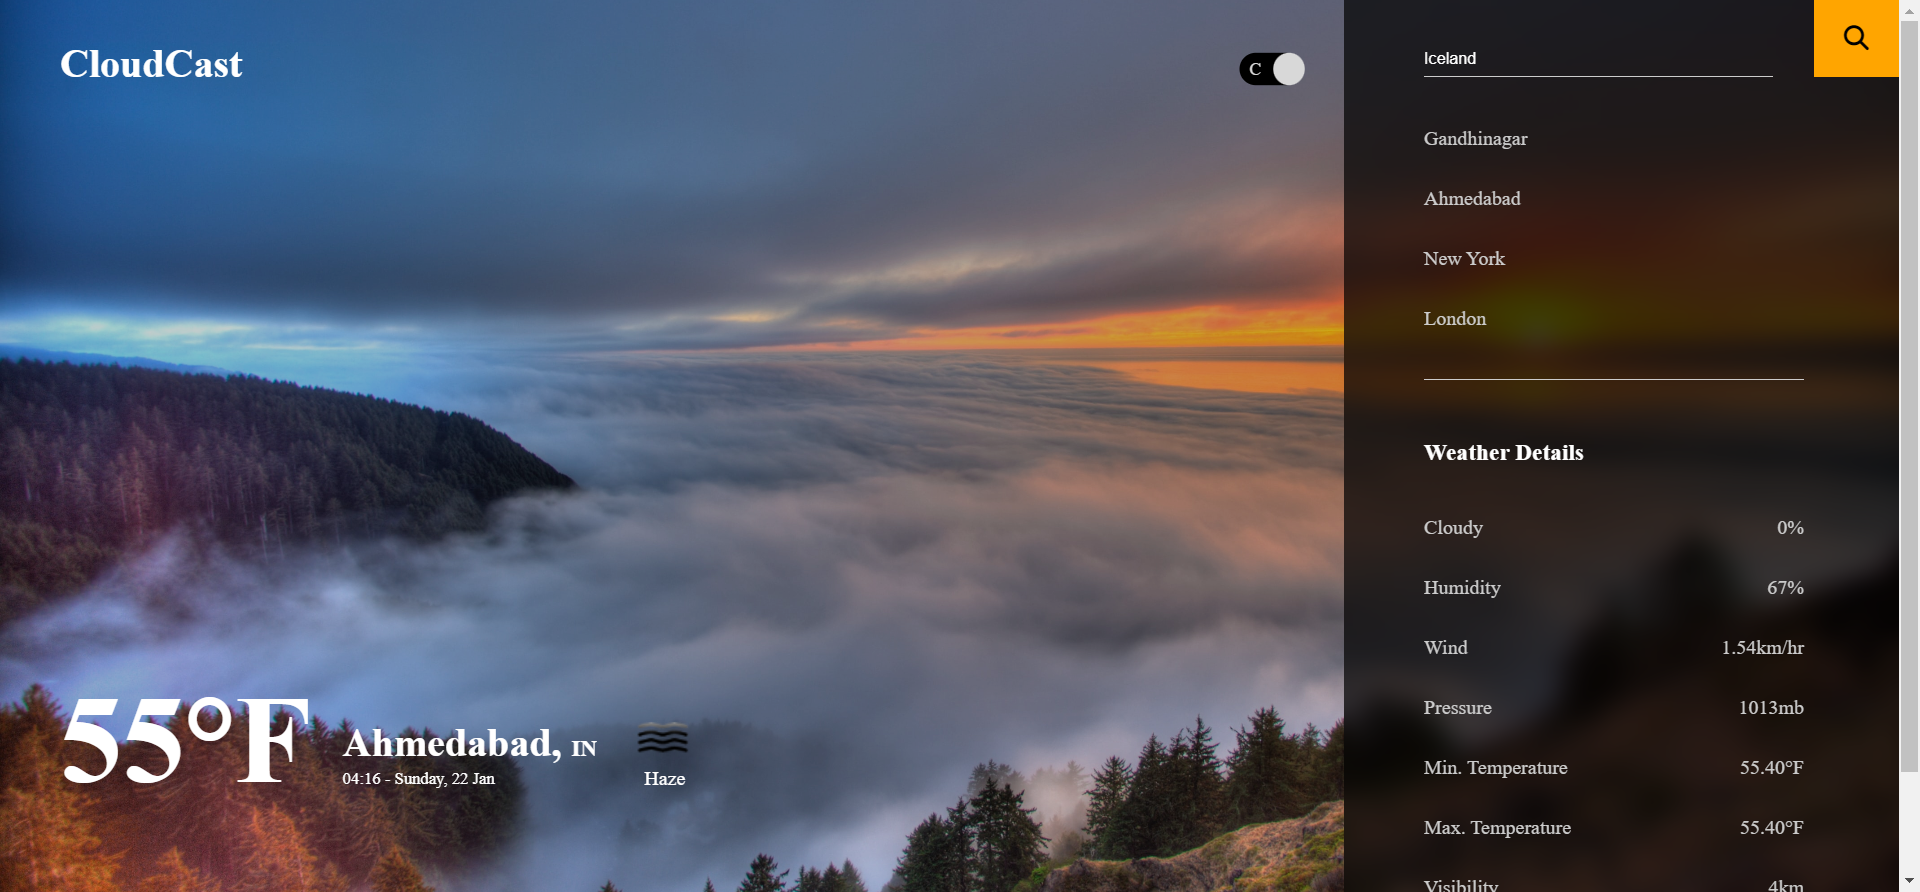 CloudCast
C
55°F
Ahmedabad, IN
04:16 - Sunday, 22 Jan
Haze
Iceland
Gandhinagar
Ahmedabad
New York
London
Weather Details
Cloudy 0%
Humidity 67%
Wind 1.54km/hr
Pressure 1013mb
Min. Temperature 55.40°F
Max. Temperature 55.40°F
Visibility 4km